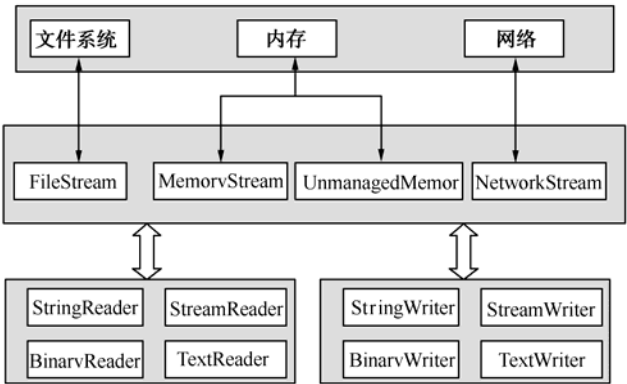 文件系统
内存
网络
FileStream
MemorvStream
UnmanagedMemor
NetworkStream
StringReader
StreamReader
BinarvReader
TextReader
StringWriter
StreamWriter
BinarvWriter
TextWriter